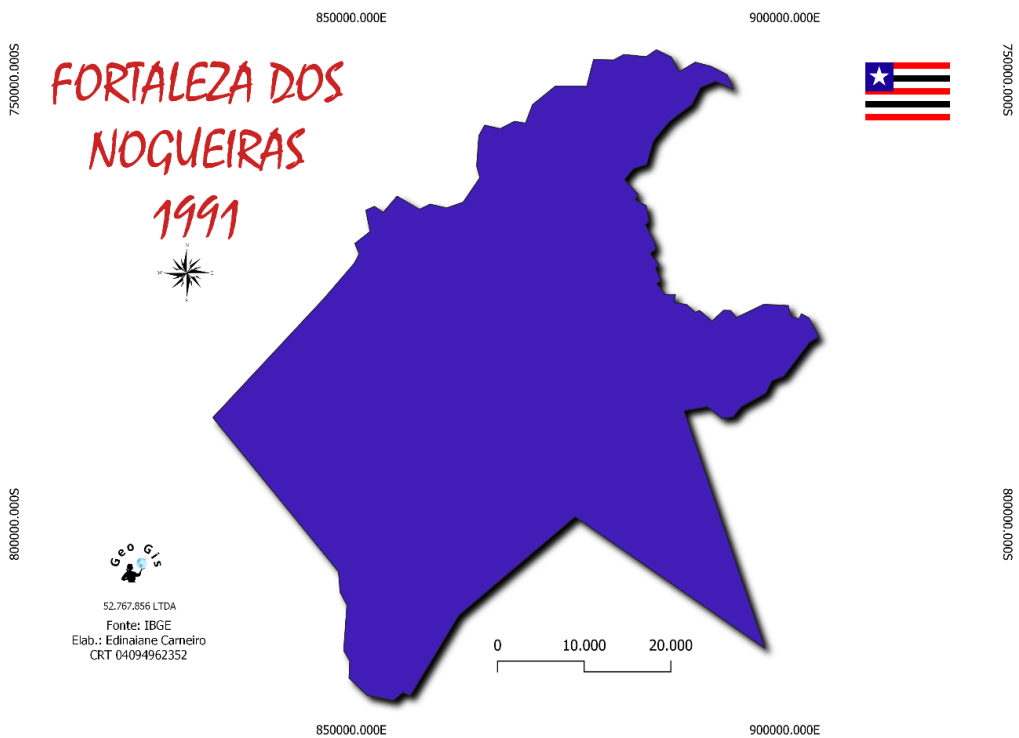 850000.000E 900000.000E
750000.000S 750000.000S
FORTALEZA DOS
NOGUEIRAS
1991
N
W E
S
800000.000S 800000.000S
Geo Gis
52.767.856 LTDA
Fonte: IBGE
Elab.: Edinaiane Carneiro
CRT 04094962352
0 10.000 20.000
850000.000E 900000.000E